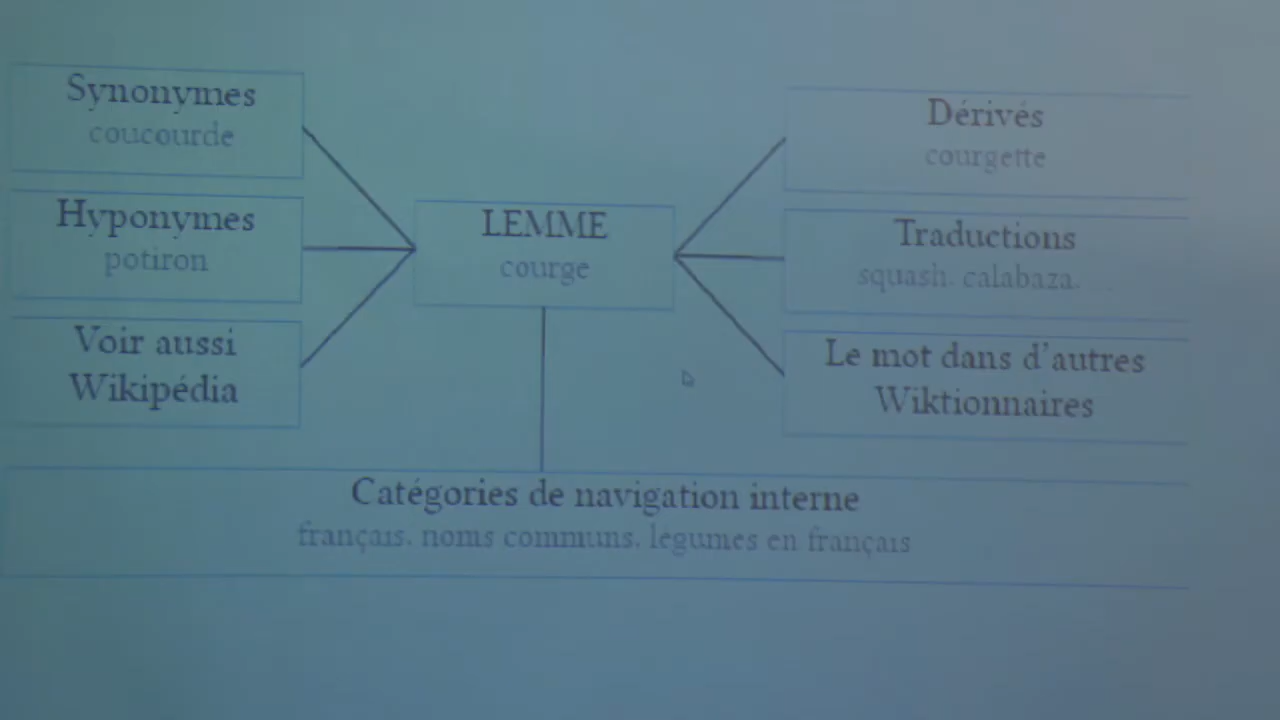 Synonymes
coucourde
Hyponymes
potiron
Voir aussi
Wikipédia
LEMME
courge
Dérivés
courgette
Traductions
squash, calabaza,
Le mot dans d'autres
Wiktionnaires
Catégories de navigation interne
français, noms communs, légumes en français